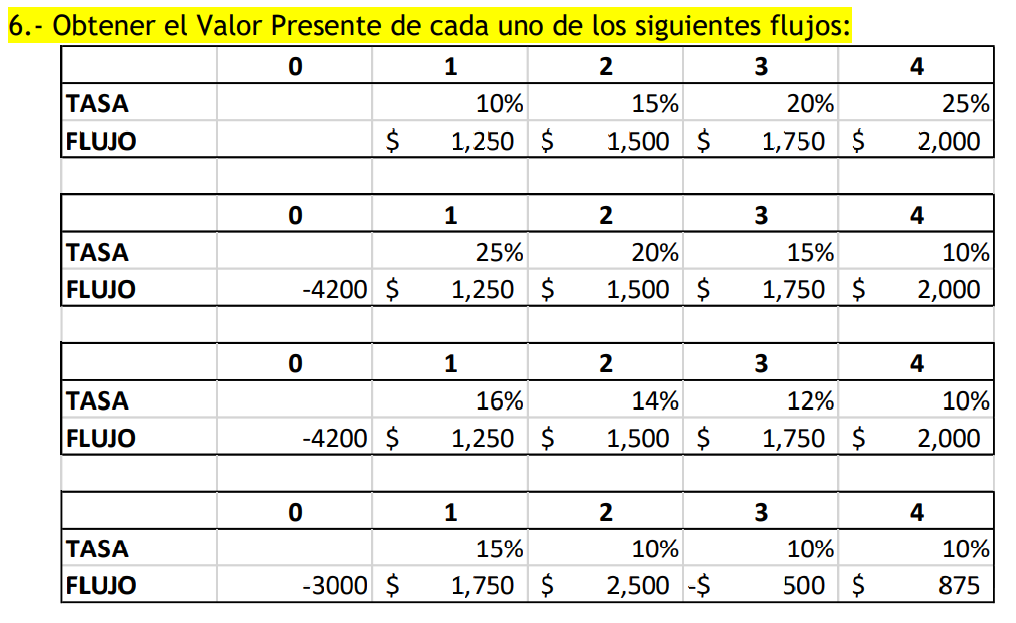 6.- Obtener el Valor Presente de cada uno de los siguientes flujos:
0 1 2 3 4
TASA 10% 15% 20% 25%
FLUJO $ 1,250 $ 1,500 $ 1,750 $ 2,000
0 1 2 3 4
TASA 25% 20% 15% 10%
FLUJO -4200 $ 1,250 $ 1,500 $ 1,750 $ 2,000
0 1 2 3 4
TASA 16% 14% 12% 10%
FLUJO -4200 $ 1,250 $ 1,500 $ 1,750 $ 2,000
0 1 2 3 4
TASA 15% 10% 10% 10%
FLUJO -3000 $ 1,750 $ 2,500 -$ 500 $ 875